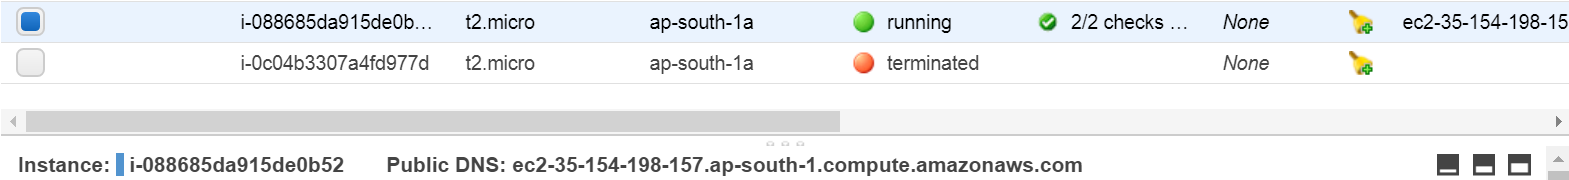 i-088685da915de0b… t2.micro ap-south-1a running 2/2 checks … None ec2-35-154-198-15
i-0c04b3307a4fd977d t2.micro ap-south-1a terminated None
Instance: i-088685da915de0b52 Public DNS: ec2-35-154-198-157.ap-south-1.compute.amazonaws.com